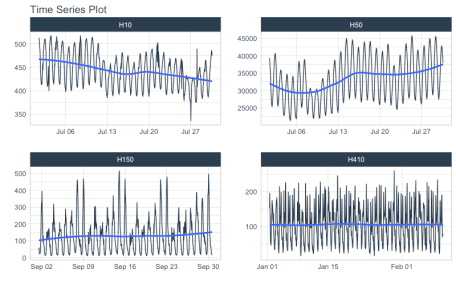 Time Series Plot
H10
H50
500
450
400
350
45000
40000
35000
30000
25000
Jul 06 Jul 13 Jul 20 Jul 27
Jul 06 Jul 13 Jul 20 Jul 27
H150
H410
500
400
300
200
100
0
200
100
Sep 02 Sep 09 Sep 16 Sep 23 Sep 30
Jan 01 Jan 15 Feb 01